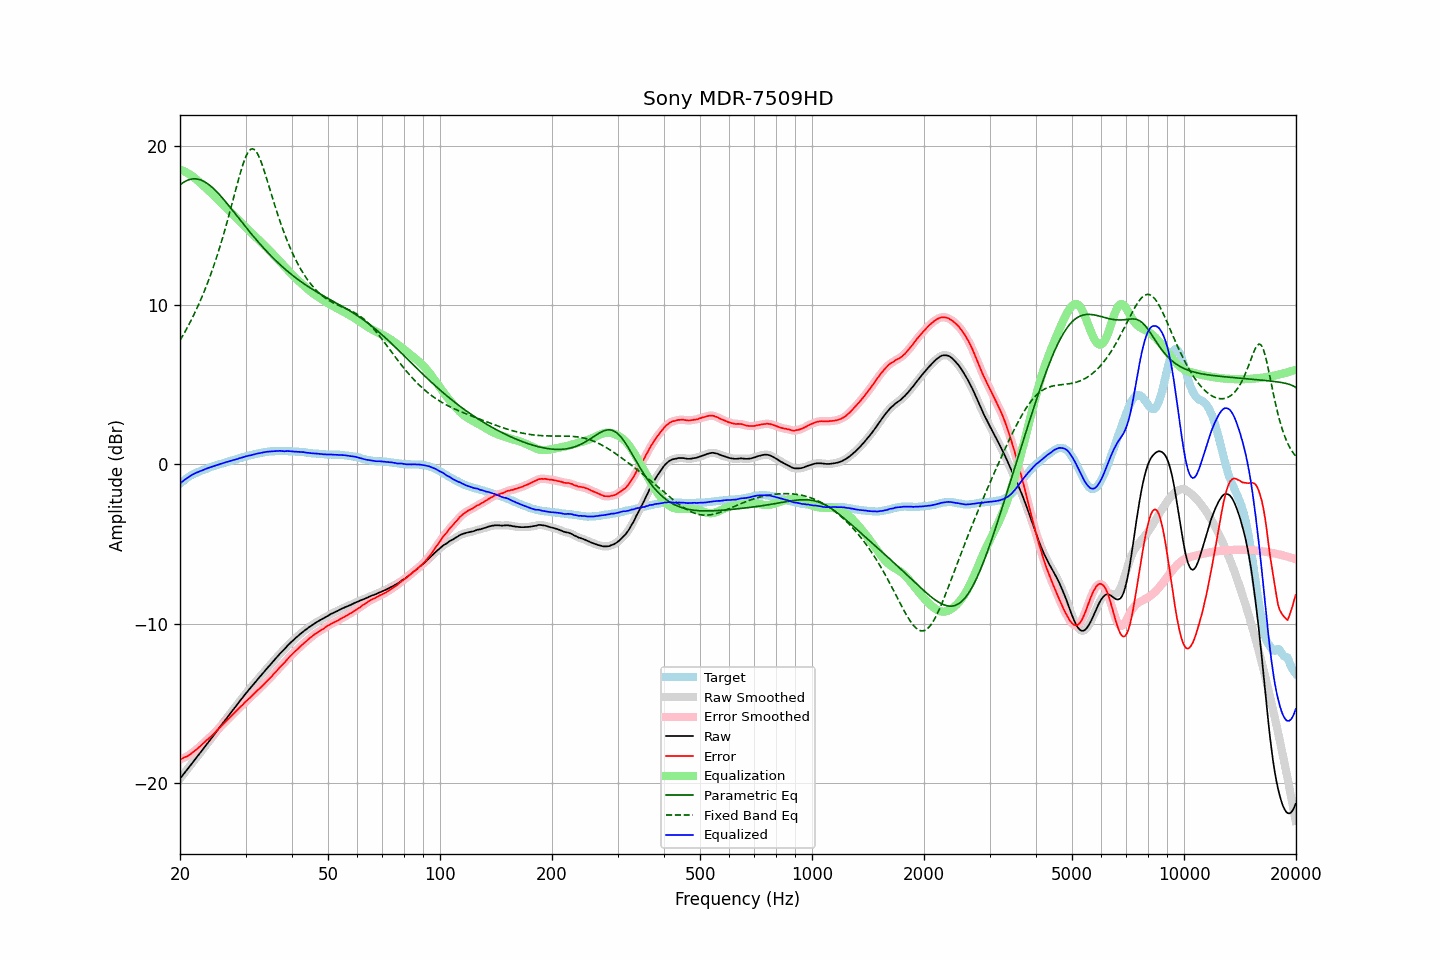 Sony MDR-7509HD
Amplitude (dBr)
20
10
0
−10
−20
Target
Raw Smoothed
Error Smoothed
Raw
Error
Equalization
Parametric Eq
Fixed Band Eq
Equalized
20 50 100 200 500 1000 2000 5000 10000 20000
Frequency (Hz)